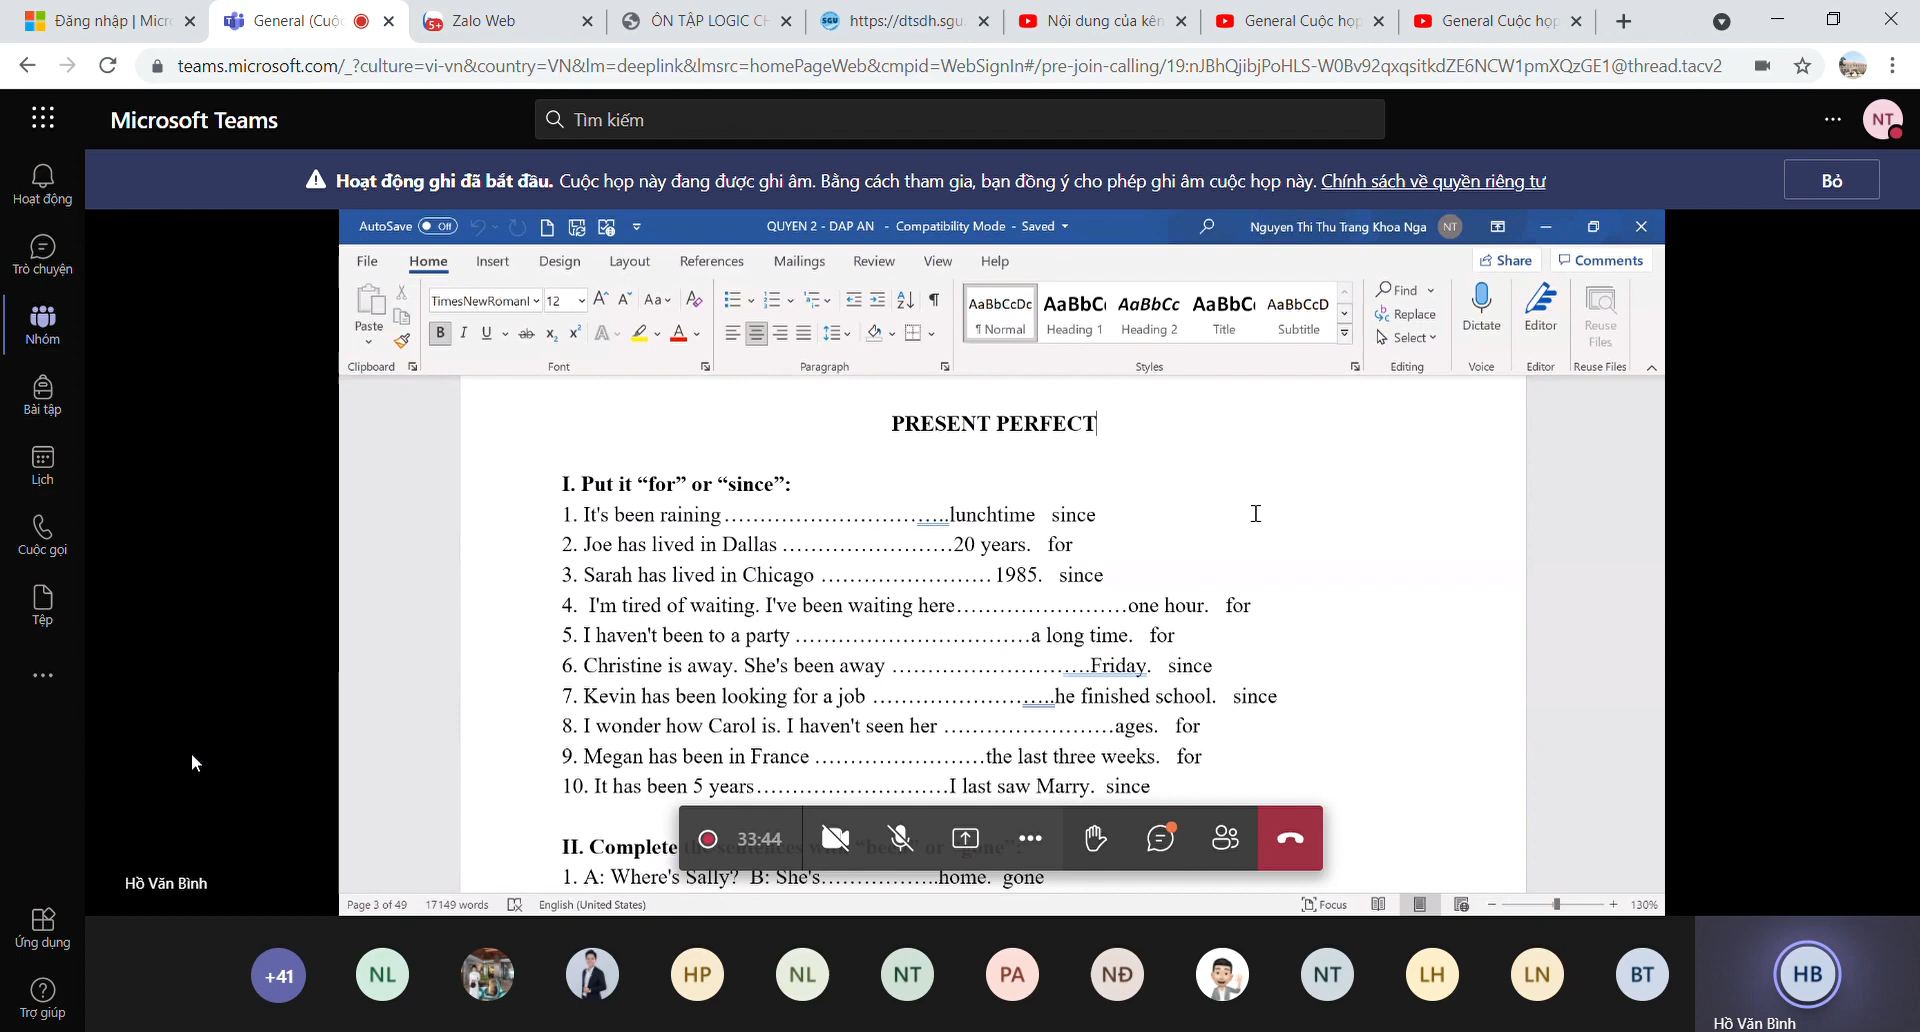 Đăng nhập | Micr
General (Cuộc
Zalo Web
ÔN TẬP LOGIC CH
https://dtsdh.sgu.
Nội dung của kên
General Cuộc họp
General Cuộc họp
teams.microsoft.com/_?culture=vi-vn&country=VN&lm=deeplink&lmsrc=homePageWeb&cmpid=WebSignIn#/pre-join-calling/19:nJBhQjibjPoHLS-W0Bv92qxqsitkdZE6NCW1pmXQzGE1@thread.tacv2
Microsoft Teams
Tìm kiếm
NT
Hoạt động ghi đã bắt đầu. Cuộc họp này đang được ghi âm. Bằng cách tham gia, bạn đồng ý cho phép ghi âm cuộc họp này. Chính sách về quyền riêng tư
Bỏ
Hoạt động
Trò chuyện
Nhóm
Bài tập
Lịch
Cuộc gọi
Tệp
Ứng dụng
Trợ giúp
AutoSave Off
QUYEN 2 - DAP AN - Compatibility Mode - Saved
Nguyen Thi Thu Trang Khoa Nga NT
File Home Insert Design Layout References Mailings Review View Help
Share Comments
Paste
Clipboard
TimesNewRomanI 12
Font
Paragraph
AaBbCcDc AaBbC AaBbCc AaBbC AaBbCcD
¶ Normal Heading 1 Heading 2 Title Subtitle
Styles
Find
Replace
Select
Editing
Dictate
Voice
Editor
Editor
Reuse Files
Reuse Files
PRESENT PERFECT
I. Put it “for” or “since”:
1. It's been raining…………………………..lunchtime since
2. Joe has lived in Dallas ……………………20 years. for
3. Sarah has lived in Chicago ……………………1985. since
4. I'm tired of waiting. I've been waiting here……………………one hour. for
5. I haven't been to a party ……………………………a long time. for
6. Christine is away. She's been away ……………………….Friday. since
7. Kevin has been looking for a job ……………………..he finished school. since
8. I wonder how Carol is. I haven't seen her ……………………ages. for
9. Megan has been in France ……………………the last three weeks. for
10. It has been 5 years………………………I last saw Marry. since
II. Complete the sentences with “been” or “gone”:
1. A: Where's Sally? B: She's……………..home. gone
33:44
Hồ Văn Bình
Page 3 of 49 17149 words English (United States)
Focus 130%
+41 NL HP NL NT PA NĐ NT LH LN BT HB
Hồ Văn Bình